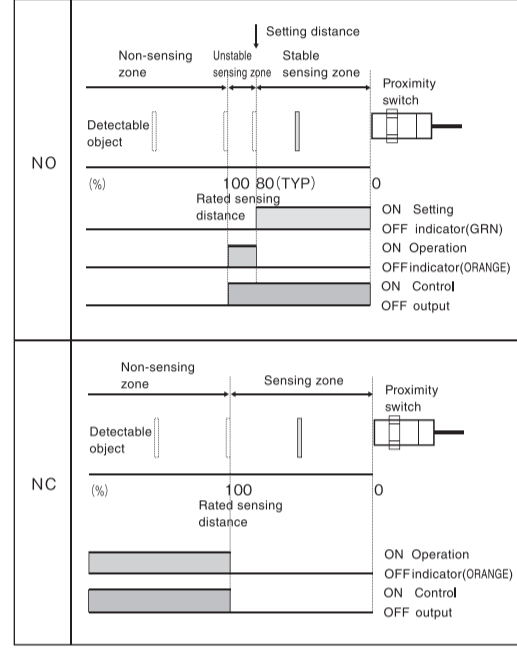 NO
Setting distance
Non-sensing zone
Unstable sensing zone
Stable sensing zone
Proximity switch
Detectable object
(%)
100 80(TYP) 0
Rated sensing distance
ON Setting
OFF indicator(GRN)
ON Operation
OFF indicator(ORANGE)
ON Control
OFF output
NC
Non-sensing zone
Sensing zone
Proximity switch
Detectable object
(%)
100 0
Rated sensing distance
ON Operation
OFF indicator(ORANGE)
ON Control
OFF output